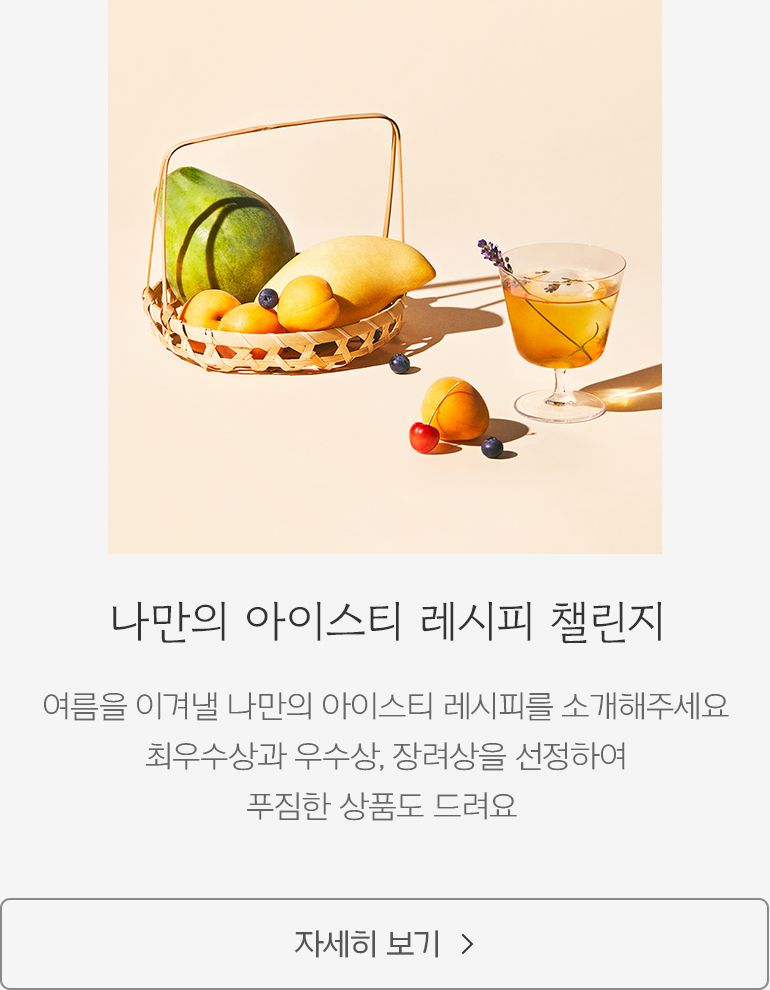 나만의 아이스티 레시피 챌린지
여름을 이겨낼 나만의 아이스티 레시피를 소개해주세요
최우수상과 우수상, 장려상을 선정하여
푸짐한 상품도 드려요
자세히 보기 >